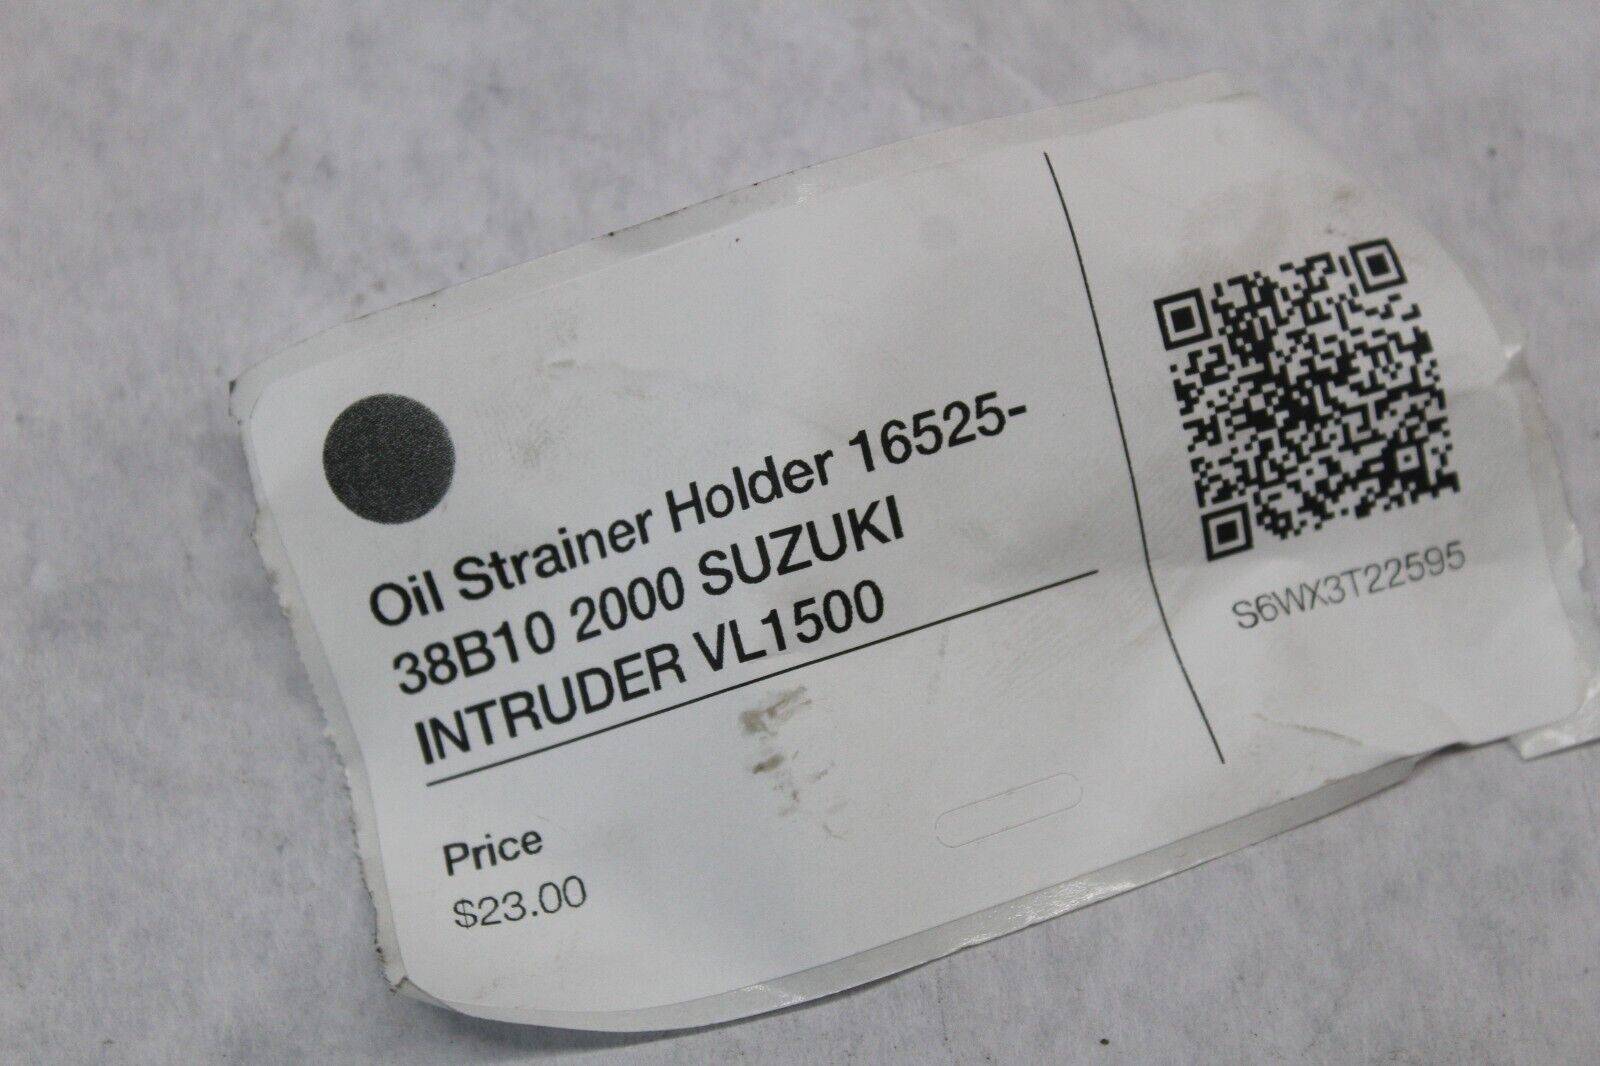 Oil Strainer Holder 16525-
38B10 2000 SUZUKI
INTRUDER VL1500
Price
$23.00
S6WX3T22595